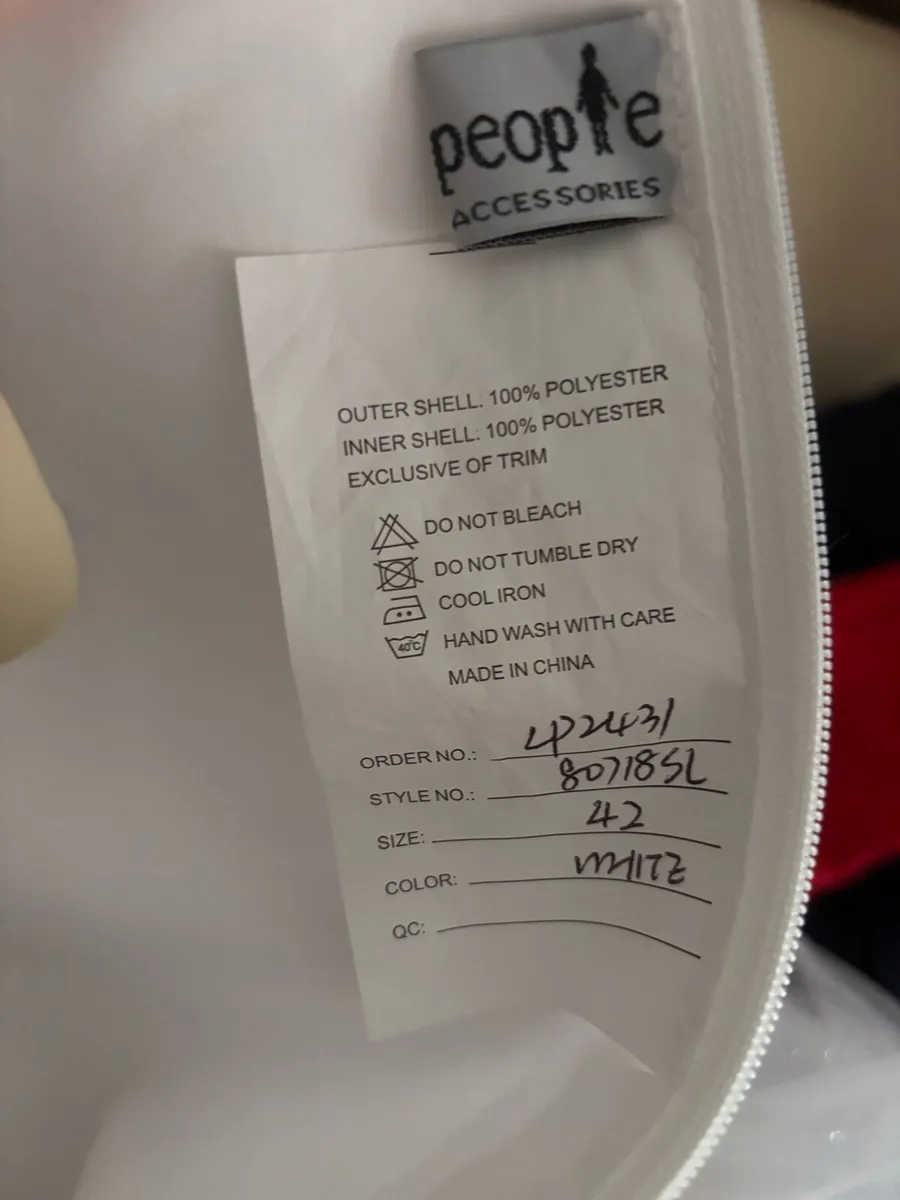 people
ACCESSORIES
OUTER SHELL: 100% POLYESTER
INNER SHELL: 100% POLYESTER
EXCLUSIVE OF TRIM
DO NOT BLEACH
DO NOT TUMBLE DRY
COOL IRON
40°C HAND WASH WITH CARE
MADE IN CHINA
ORDER NO.: LP2431
STYLE NO.: 80718SL
SIZE: 42
COLOR: WHITE
QC: